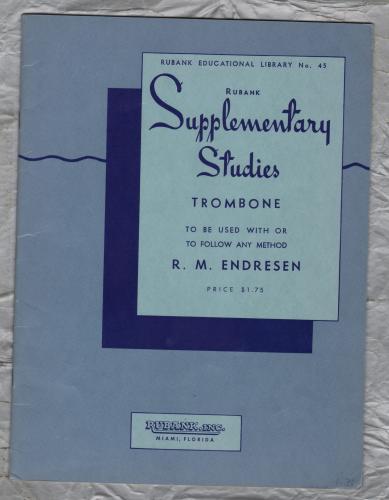 RUBANK EDUCATIONAL LIBRARY No. 45
RUBANK
Supplementary
Studies
TROMBONE
TO BE USED WITH OR
TO FOLLOW ANY METHOD
R. M. ENDRESEN
PRICE $1.75
RUBANK, INC.
MIAMI, FLORIDA